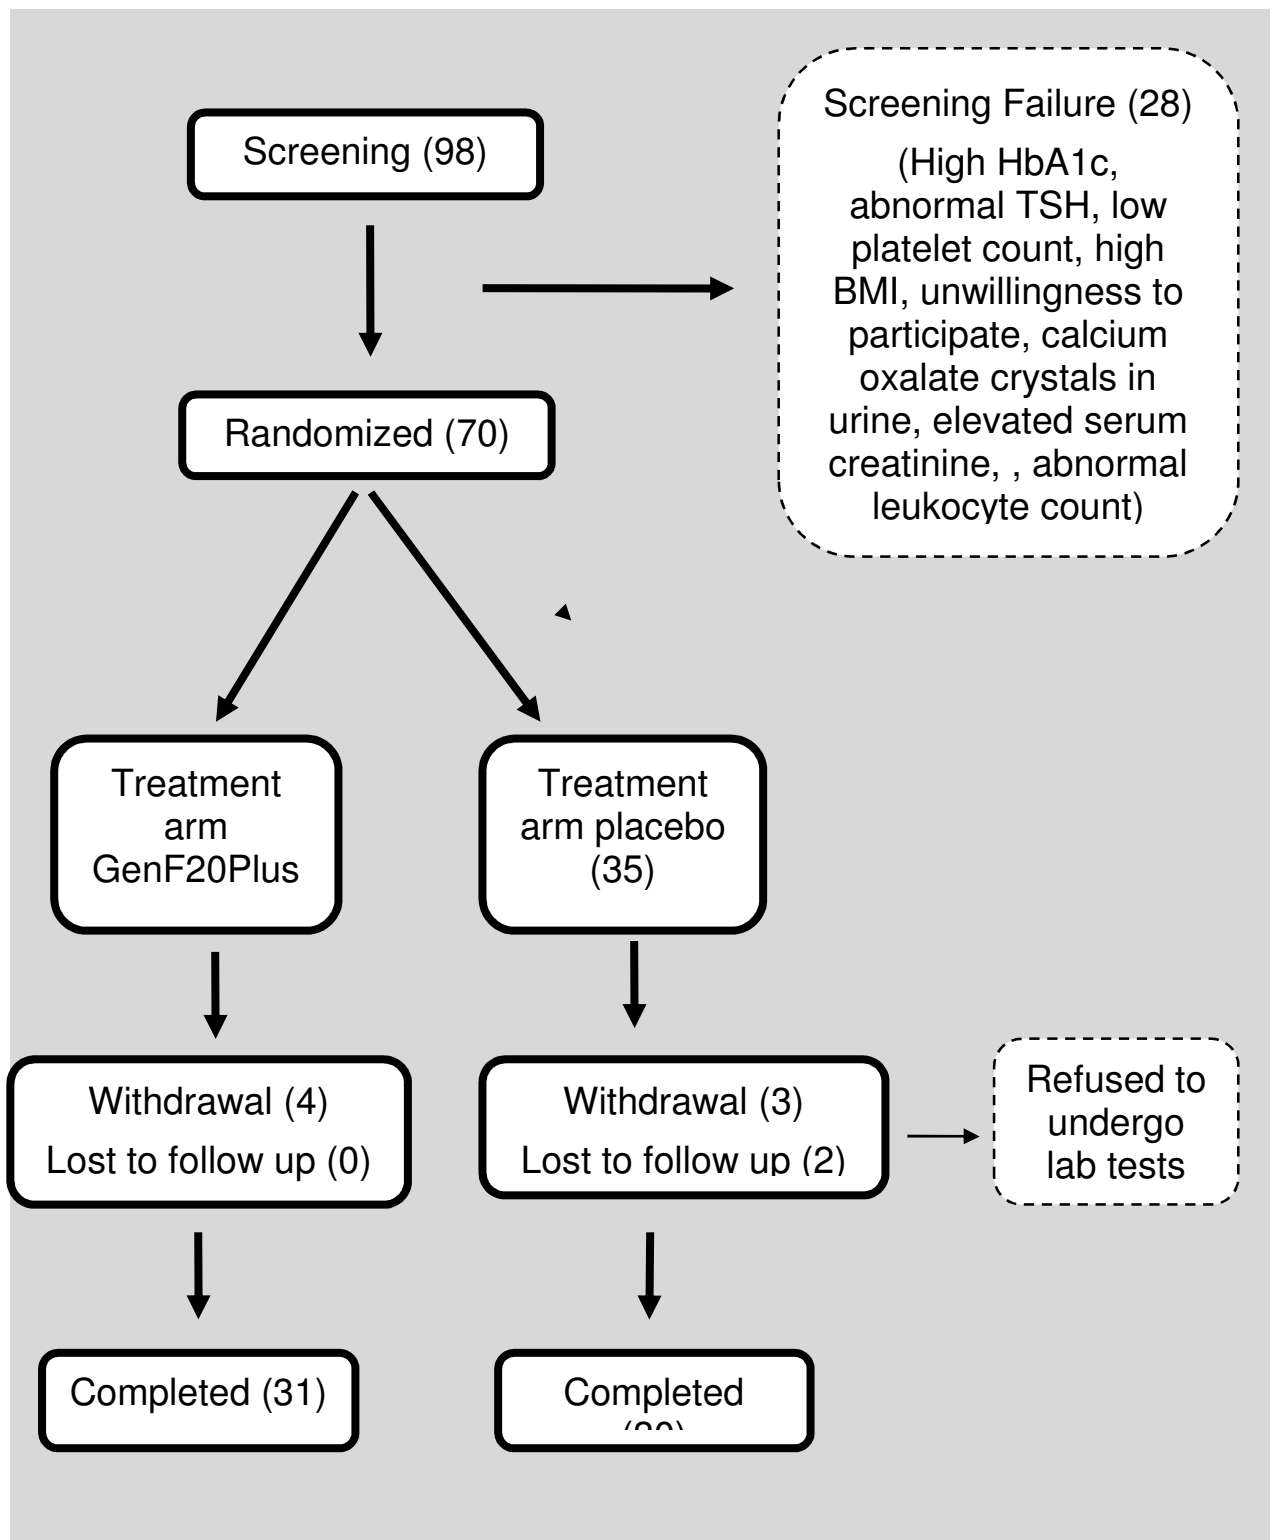 Screening (98)
Screening Failure (28)
(High HbA1c,
abnormal TSH, low
platelet count, high
BMI, unwillingness to
participate, calcium
oxalate crystals in
urine, elevated serum
creatinine, , abnormal
leukocyte count)
Randomized (70)
Treatment
arm
GenF20Plus
Treatment
arm placebo
(35)
Withdrawal (4)
Lost to follow up (0)
Withdrawal (3)
Lost to follow up (2)
Refused to
undergo
lab tests
Completed (31)
Completed